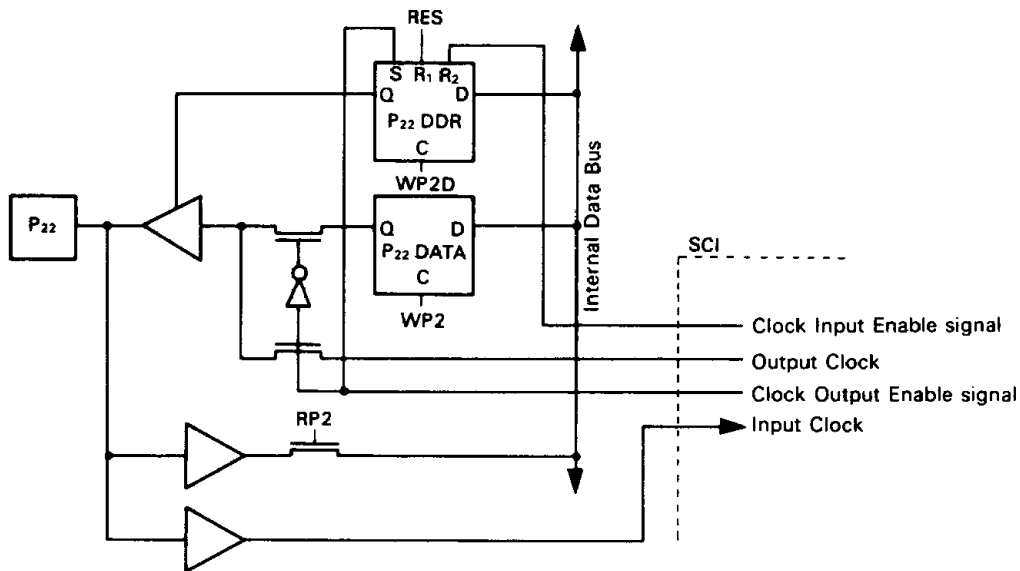 RES
S R₁ R₂
Q D
P₂₂ DDR
C
WP2D
P₂₂
Q D
P₂₂ DATA
C
WP2
Internal Data Bus
SCI
Clock Input Enable signal
Output Clock
Clock Output Enable signal
Input Clock
RP2